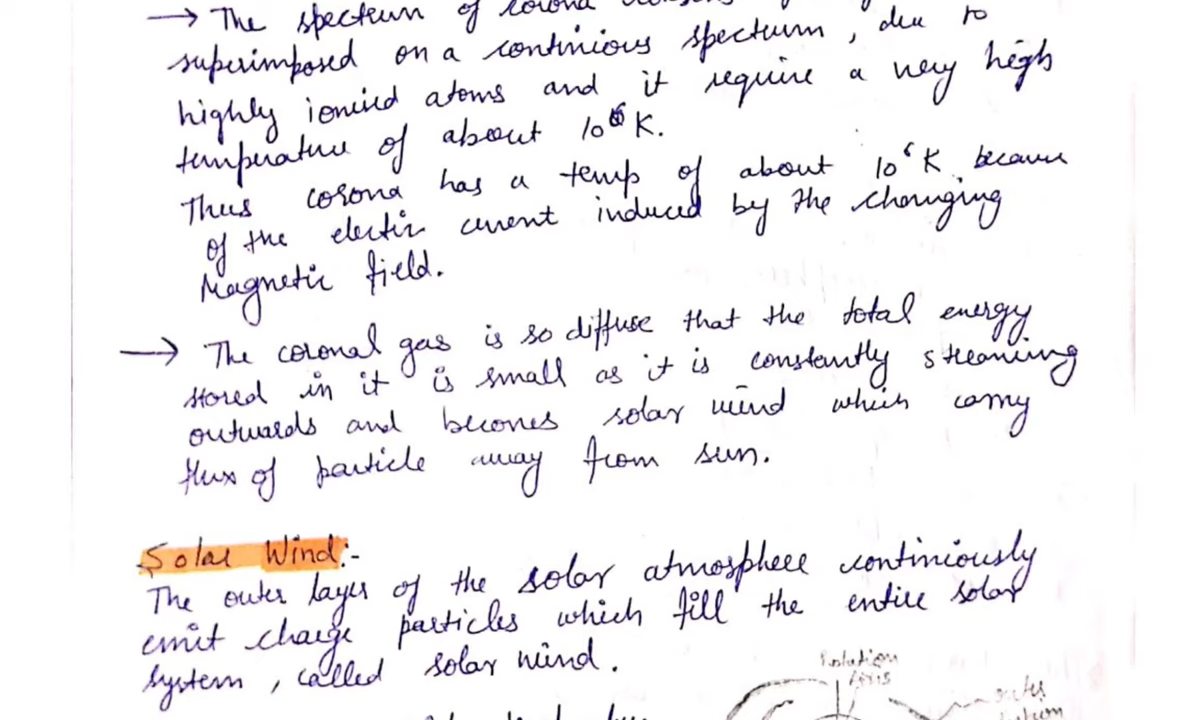 → The spectrum of corona
superimposed on a continious spectrum, due to
highly ionised atoms and it require a very high
temperature of about 10⁶ K.
Thus corona has a temp of about 10⁶ K, because
of the electric current induced by the changing
Magnetic field.
→ The coronal gas is so diffuse that the total energy
stored in it is small as it is constantly streaming
outwards and becomes solar wind which carry
flux of particle away from sun.
Solar Wind:-
The outer layer of the solar atmosphere continiously
emit charge particles which fill the entire solar
system, called solar wind.
Rotation
Axis